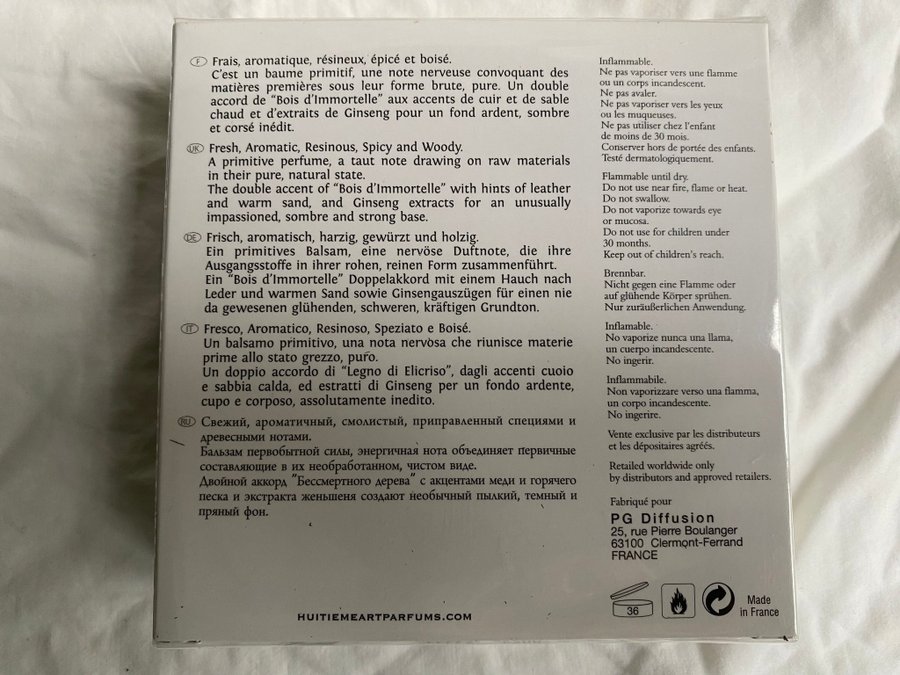 F Frais, aromatique, résineux, épicé et boisé.
C'est un baume primitif, une note nerveuse convoquant des
matières premières sous leur forme brute, pure. Un double
accord de "Bois d'Immortelle" aux accents de cuir et de sable
chaud et d'extraits de Ginseng pour un fond ardent, sombre
et corsé inédit.
UK Fresh, Aromatic, Resinous, Spicy and Woody.
A primitive perfume, a taut note drawing on raw materials
in their pure, natural state.
The double accent of "Bois d'Immortelle" with hints of leather
and warm sand, and Ginseng extracts for an unusually
impassioned, sombre and strong base.
DE Frisch, aromatisch, harzig, gewürzt und holzig.
Ein primitives Balsam, eine nervöse Duftnote, die ihre
Ausgangsstoffe in ihrer rohen, reinen Form zusammenführt.
Ein "Bois d'Immortelle" Doppelakkord mit einem Hauch nach
Leder und warmen Sand sowie Ginsengauszügen für einen nie
da gewesenen glühenden, schweren, kräftigen Grundton.
IT Fresco, Aromatico, Resinoso, Speziato e Boisé.
Un balsamo primitivo, una nota nervosa che riunisce materie
prime allo stato grezzo, puro.
Un doppio accordo di "Legno di Elicriso", dagli accenti cuoio
e sabbia calda, ed estratti di Ginseng per un fondo ardente,
cupo e corposo, assolutamente inedito.
RU Свежий, ароматичный, смолистый, приправленный специями и
древесными нотами.
Бальзам первобытной силы, энергичная нота объединяет первичные
составляющие в их необработанном, чистом виде.
Двойной аккорд "Бессмертного дерева" с акцентами меди и горячего
песка и экстракта женьшеня создают необычный пылкий, темный и
пряный фон.
HUITIEMEARTPARFUMS.COM
Inflammable.
Ne pas vaporiser vers une flamme
ou un corps incandescent.
Ne pas avaler.
Ne pas vaporiser vers les yeux
ou les muqueuses.
Ne pas utiliser chez l'enfant
de moins de 30 mois.
Conserver hors de portée des enfants.
Testé dermatologiquement.
Flammable until dry.
Do not use near fire, flame or heat.
Do not swallow.
Do not vaporize towards eye
or mucosa.
Do not use for children under
30 months.
Keep out of children's reach.
Brennbar.
Nicht gegen eine Flamme oder
auf glühende Körper sprühen.
Nur zuräußerlichen Anwendung.
Inflamable.
No vaporize nunca una llama,
un cuerpo incandescente.
No ingerir.
Inflammabile.
Non vaporizzare verso una flamma,
un corpo incandescante.
No ingerire.
Vente exclusive par les distributeurs
et les dépositaires agréés.
Retailed worldwide only
by distributors and approved retailers.
Fabriqué pour
PG Diffusion
25, rue Pierre Boulanger
63100 Clermont-Ferrand
FRANCE
36
Made
in France